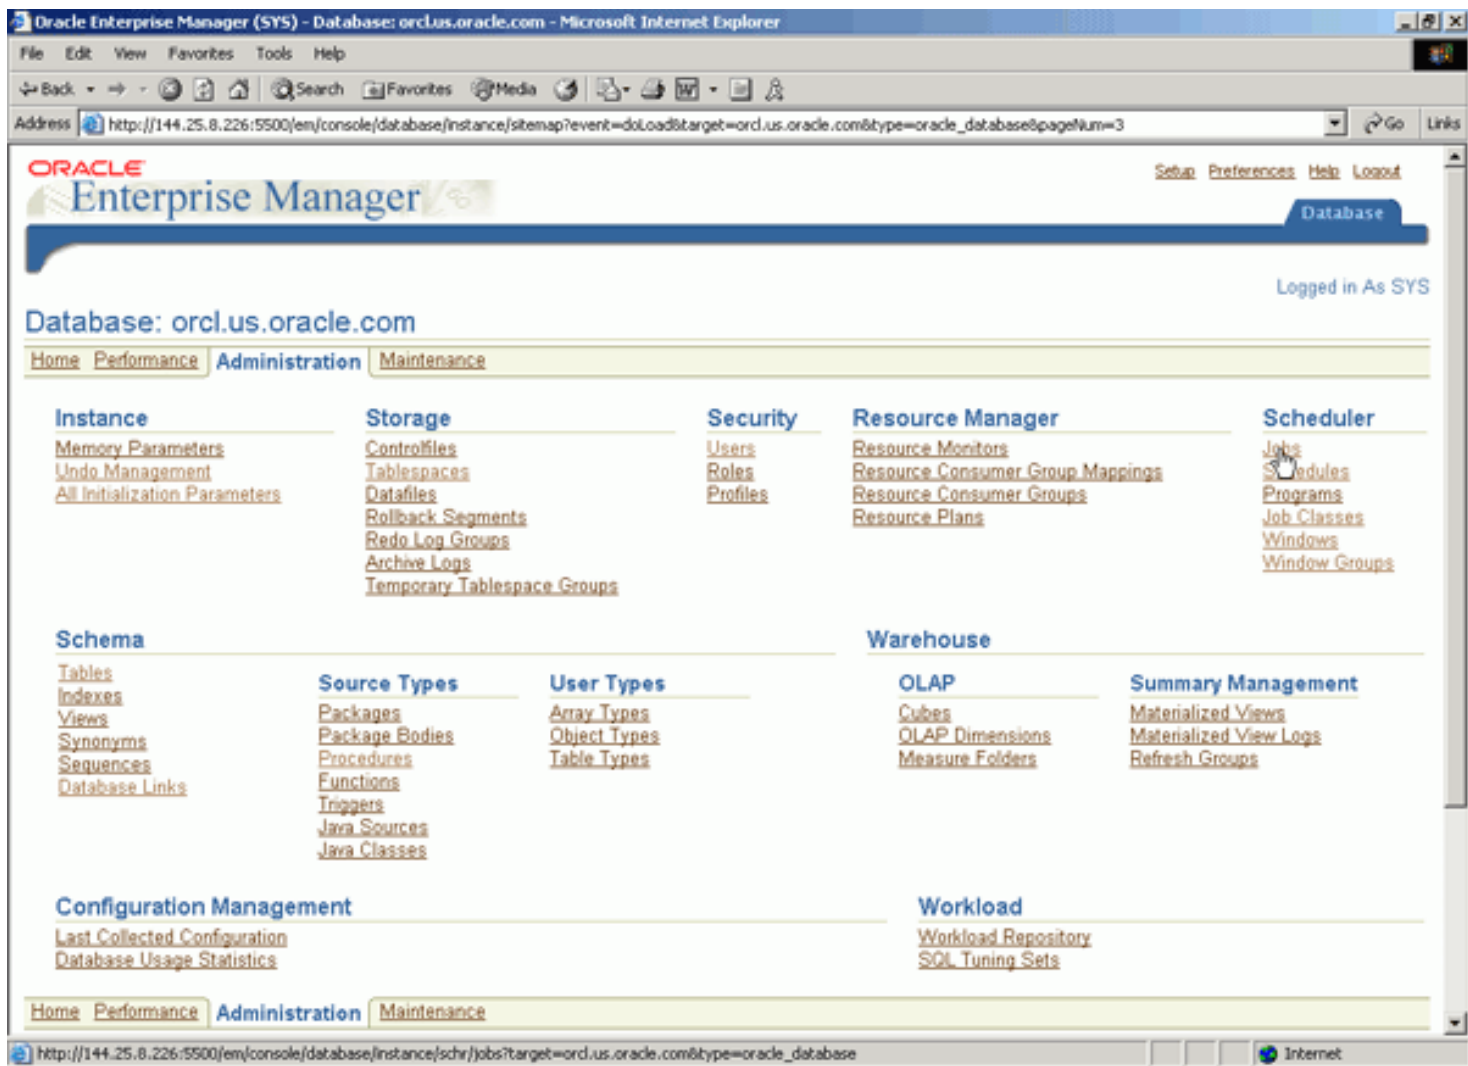 Oracle Enterprise Manager (SYS) - Database: orcl.us.oracle.com - Microsoft Internet Explorer
File Edit View Favorites Tools Help
Back Search Favorites Media
Address http://144.25.8.226:5500/em/console/database/instance/sitemap?event=doLoad&target=orcl.us.oracle.com&type=oracle_database&pageNum=3 Go Links
ORACLE
Enterprise Manager
Setup Preferences Help Logout
Database
Logged in As SYS
Database: orcl.us.oracle.com
Home Performance Administration Maintenance
Instance Storage Security Resource Manager Scheduler
Memory Parameters Controlfiles Users Resource Monitors Jobs
Undo Management Tablespaces Roles Resource Consumer Group Mappings Schedules
All Initialization Parameters Datafiles Profiles Resource Consumer Groups Programs
Rollback Segments Resource Plans Job Classes
Redo Log Groups Windows
Archive Logs Window Groups
Temporary Tablespace Groups
Schema Warehouse
Tables Source Types User Types OLAP Summary Management
Indexes Packages Array Types Cubes Materialized Views
Views Package Bodies Object Types OLAP Dimensions Materialized View Logs
Synonyms Procedures Table Types Measure Folders Refresh Groups
Sequences Functions
Database Links Triggers
Java Sources
Java Classes
Configuration Management Workload
Last Collected Configuration Workload Repository
Database Usage Statistics SQL Tuning Sets
Home Performance Administration Maintenance
http://144.25.8.226:5500/em/console/database/instance/schr/jobs?target=orcl.us.oracle.com&type=oracle_database Internet